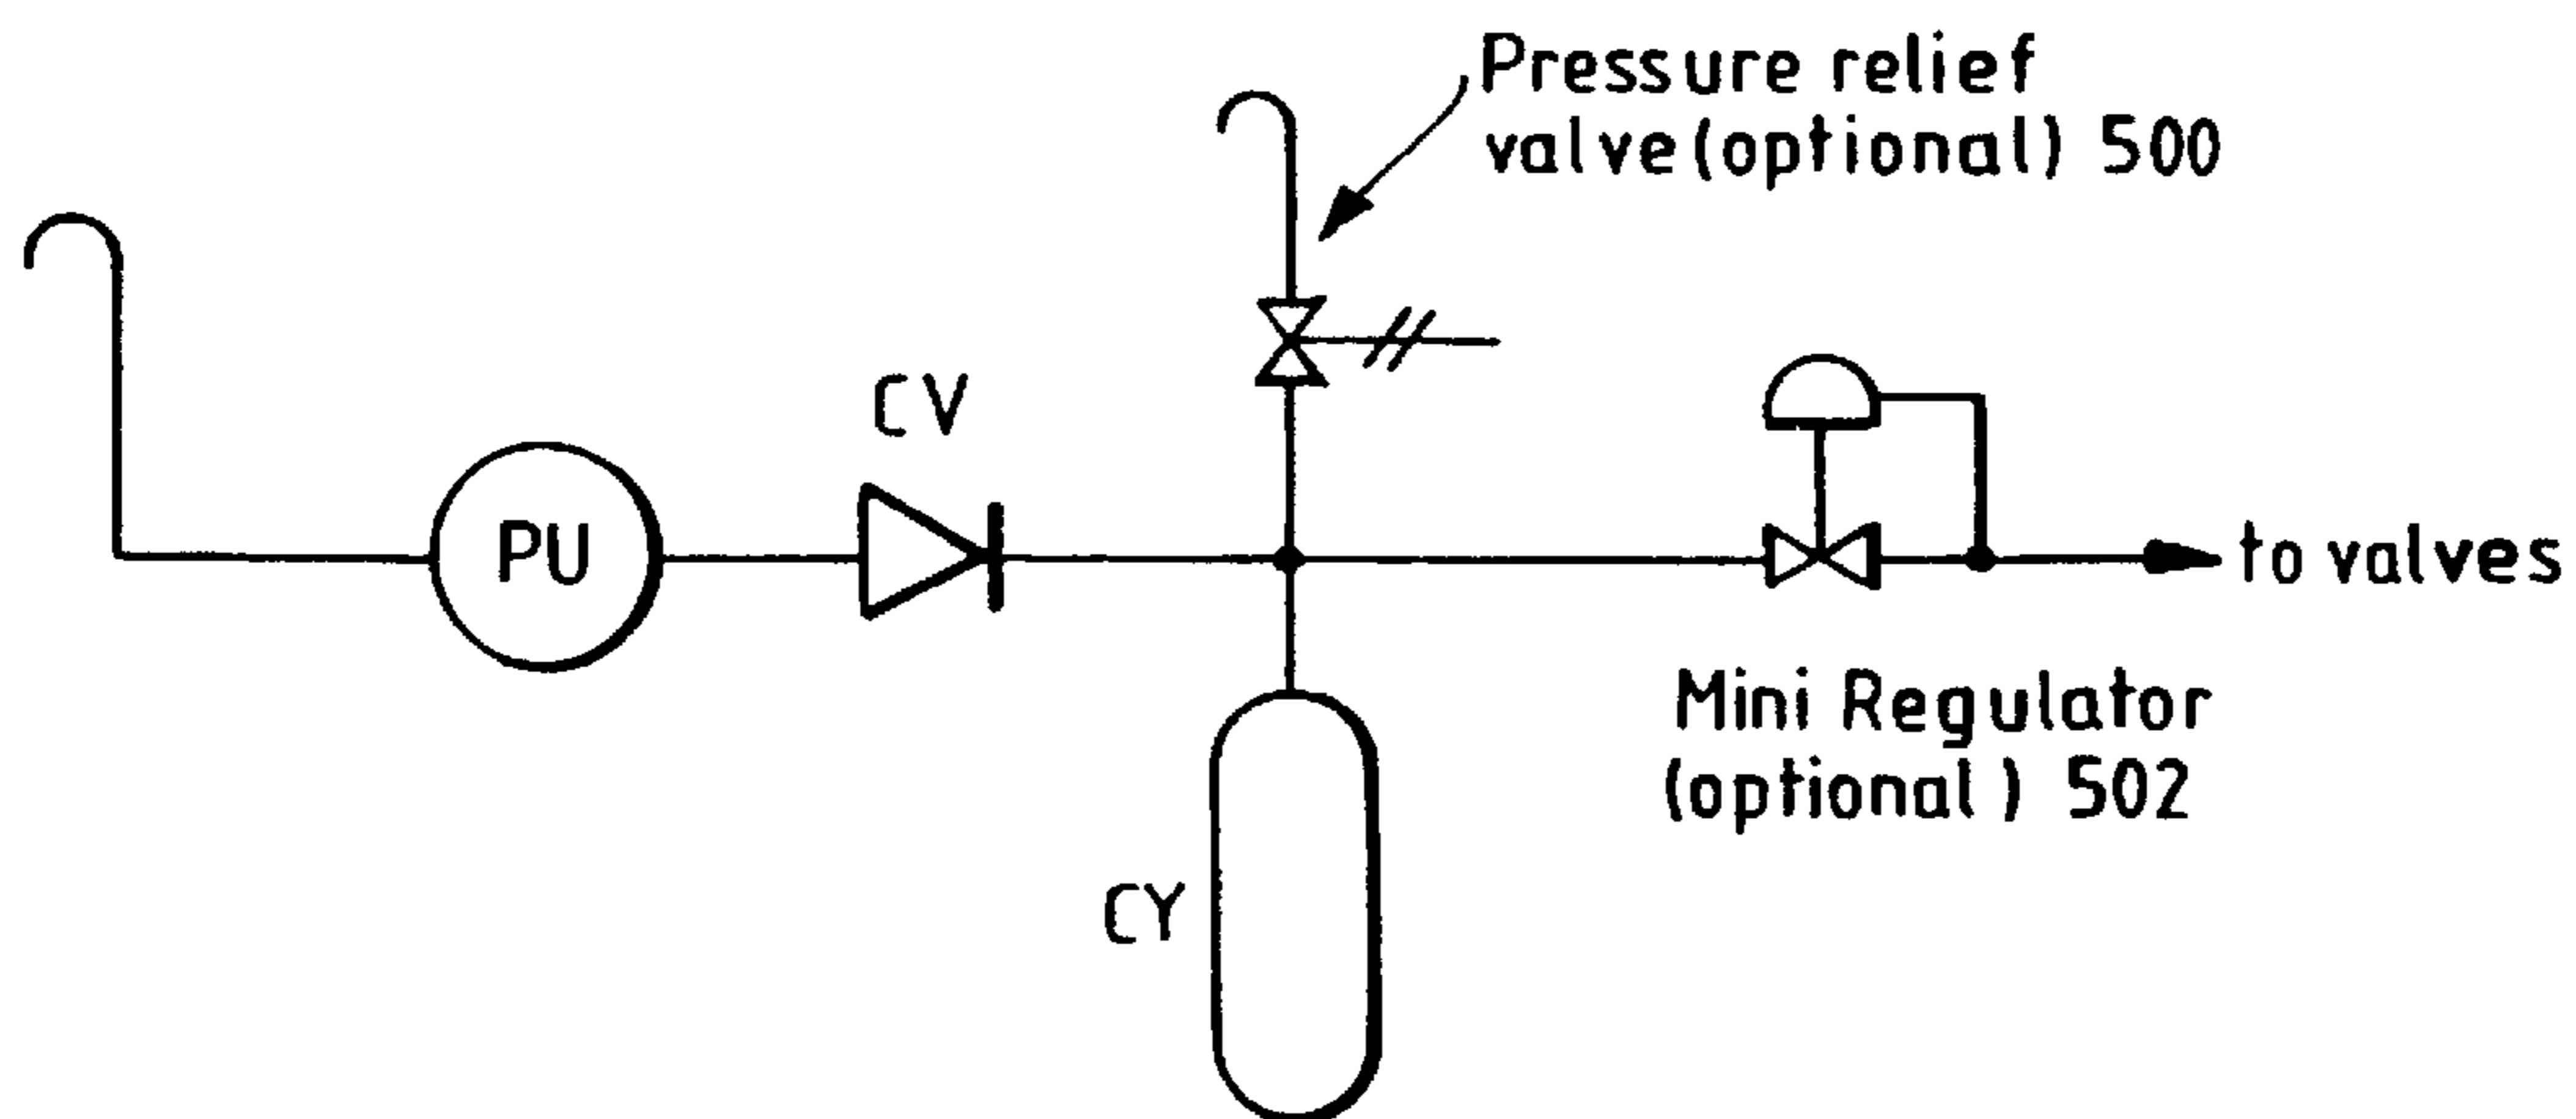 Pressure relief
valve (optional) 500
CV
PU
to valves
Mini Regulator
(optional) 502
CY